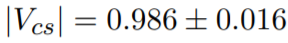 |V_{cs}| = 0.986 ± 0.016